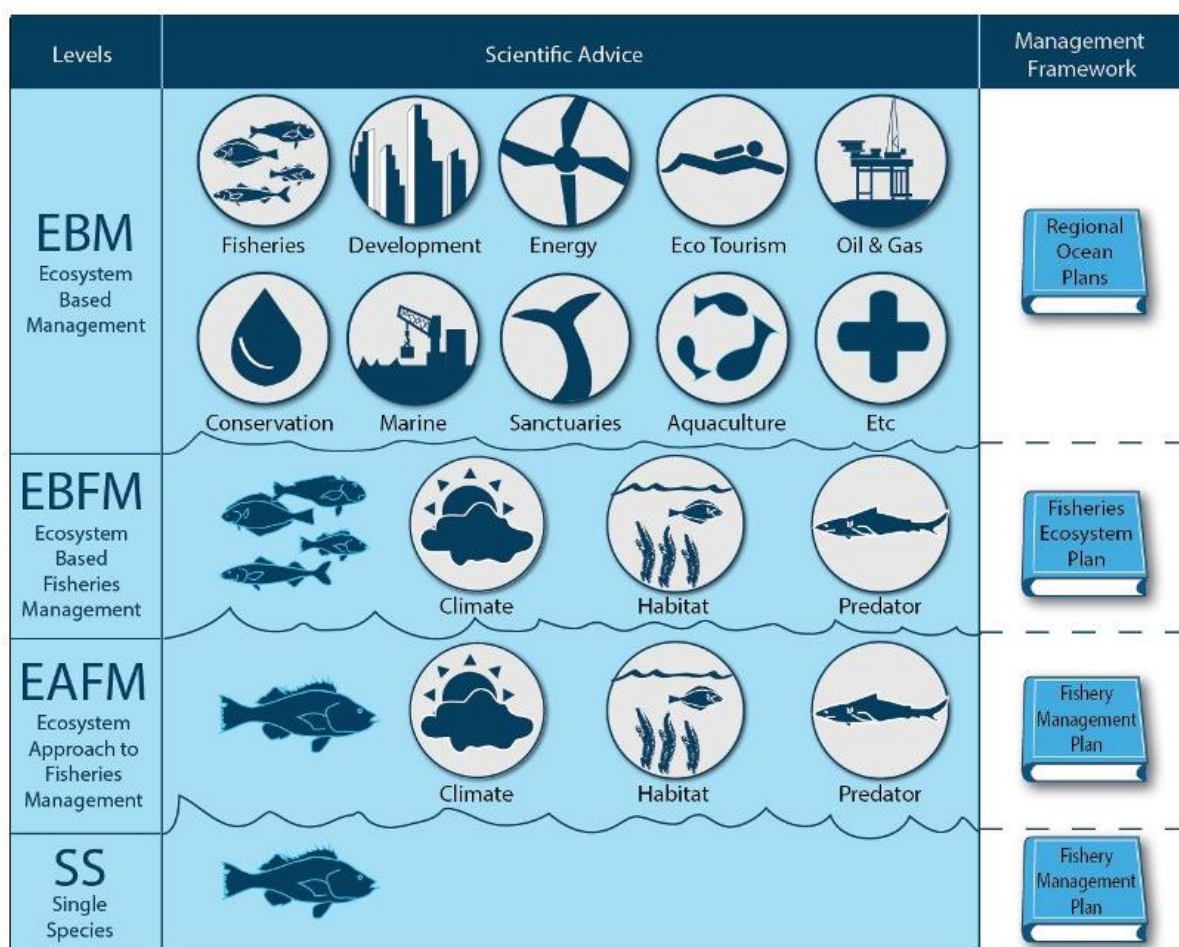 Levels
Scientific Advice
Management
Framework
EBM
Ecosystem
Based
Management
Fisheries
Development
Energy
Eco Tourism
Oil & Gas
Conservation
Marine
Sanctuaries
Aquaculture
Etc
Regional
Ocean
Plans
EBFM
Ecosystem
Based
Fisheries
Management
Climate
Habitat
Predator
Fisheries
Ecosystem
Plan
EAFM
Ecosystem
Approach to
Fisheries
Management
Climate
Habitat
Predator
Fishery
Management
Plan
SS
Single
Species
Fishery
Management
Plan